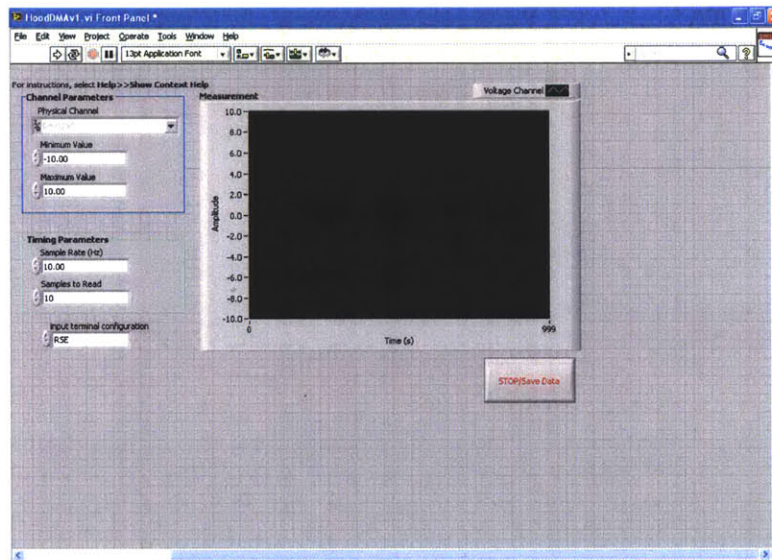 HoodDMAv1.vi Front Panel *
File Edit View Project Operate Tools Window Help
13pt Application Font
For instructions, select Help>>Show Context Help
Channel Parameters
Physical Channel
Minimum Value
-10.00
Maximum Value
10.00
Timing Parameters
Sample Rate (Hz)
10.00
Samples to Read
10
Input terminal configuration
RSE
Measurement
Voltage Channel
Amplitude
10.0
8.0
6.0
4.0
2.0
0.0
-2.0
-4.0
-6.0
-8.0
-10.0
0
999
Time (s)
STOP/Save Data